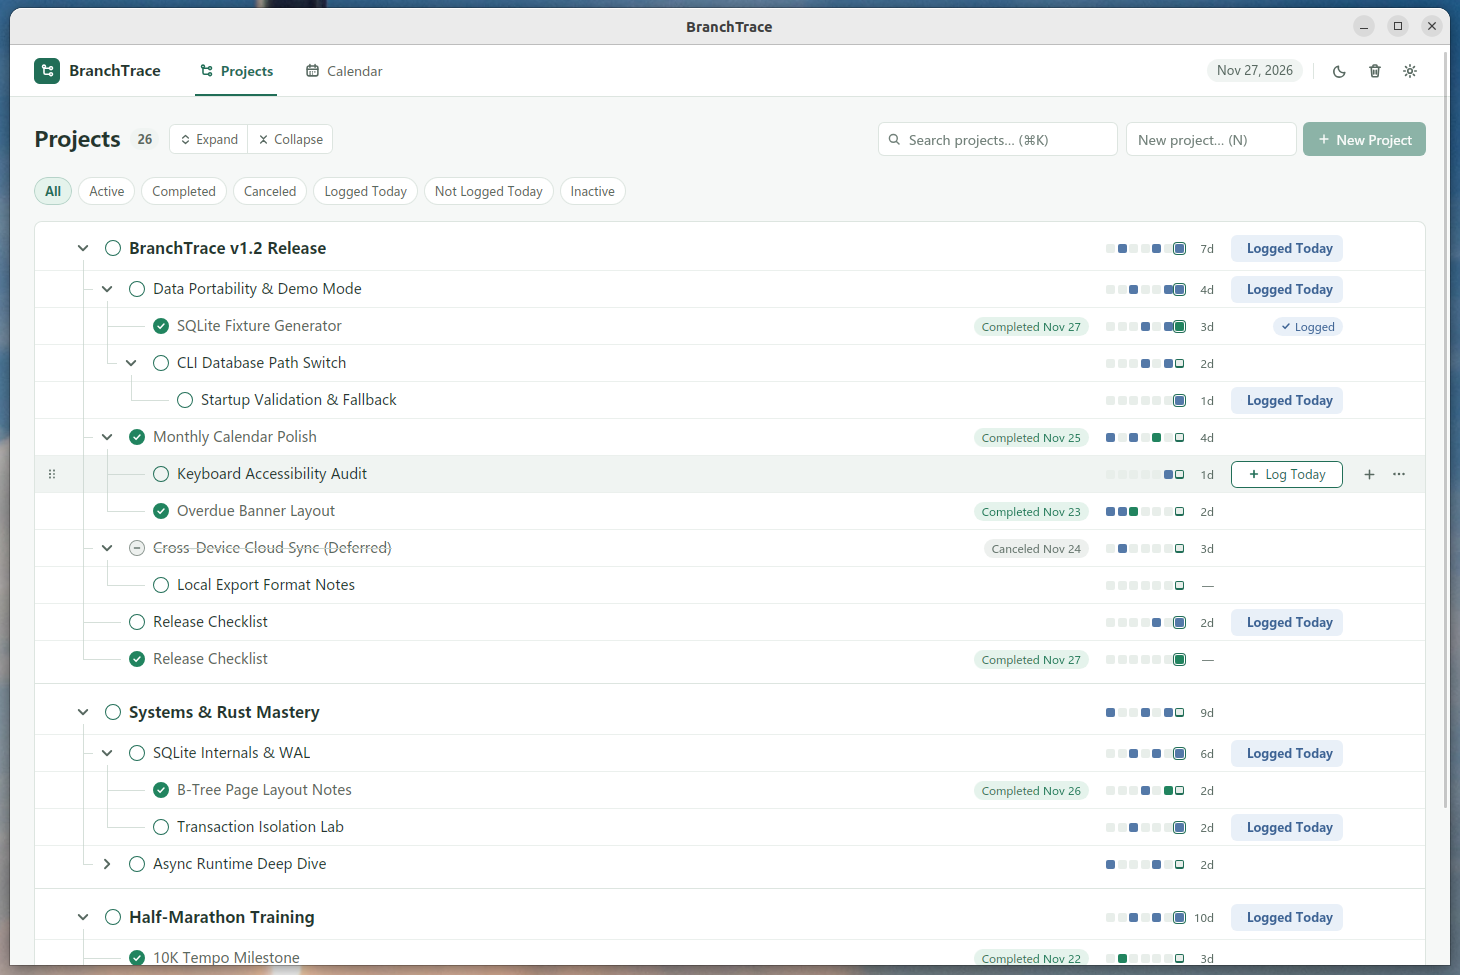 BranchTrace
BranchTrace
Projects
Calendar
Nov 27, 2026
Projects 26
Expand
Collapse
Search projects... (⌘K)
New project... (N)
+ New Project
All
Active
Completed
Canceled
Logged Today
Not Logged Today
Inactive
BranchTrace v1.2 Release 7d Logged Today
Data Portability & Demo Mode 4d Logged Today
SQLite Fixture Generator Completed Nov 27 3d ✓ Logged
CLI Database Path Switch 2d
Startup Validation & Fallback 1d Logged Today
Monthly Calendar Polish Completed Nov 25 4d
Keyboard Accessibility Audit 1d + Log Today
Overdue Banner Layout Completed Nov 23 2d
Cross-Device Cloud Sync (Deferred) Canceled Nov 24 3d
Local Export Format Notes —
Release Checklist 2d Logged Today
Release Checklist Completed Nov 27 —
Systems & Rust Mastery 9d
SQLite Internals & WAL 6d Logged Today
B-Tree Page Layout Notes Completed Nov 26 2d
Transaction Isolation Lab 2d Logged Today
Async Runtime Deep Dive 2d
Half-Marathon Training 10d Logged Today
10K Tempo Milestone Completed Nov 22 3d